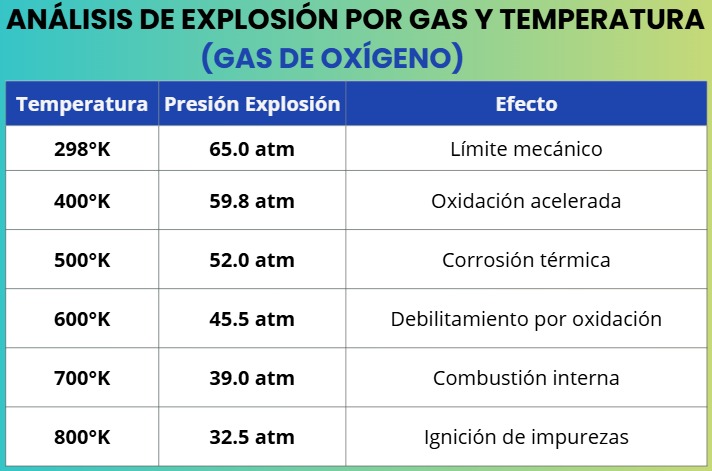 ANÁLISIS DE EXPLOSIÓN POR GAS Y TEMPERATURA
(GAS DE OXÍGENO)
Temperatura Presión Explosión Efecto
298°K 65.0 atm Límite mecánico
400°K 59.8 atm Oxidación acelerada
500°K 52.0 atm Corrosión térmica
600°K 45.5 atm Debilitamiento por oxidación
700°K 39.0 atm Combustión interna
800°K 32.5 atm Ignición de impurezas